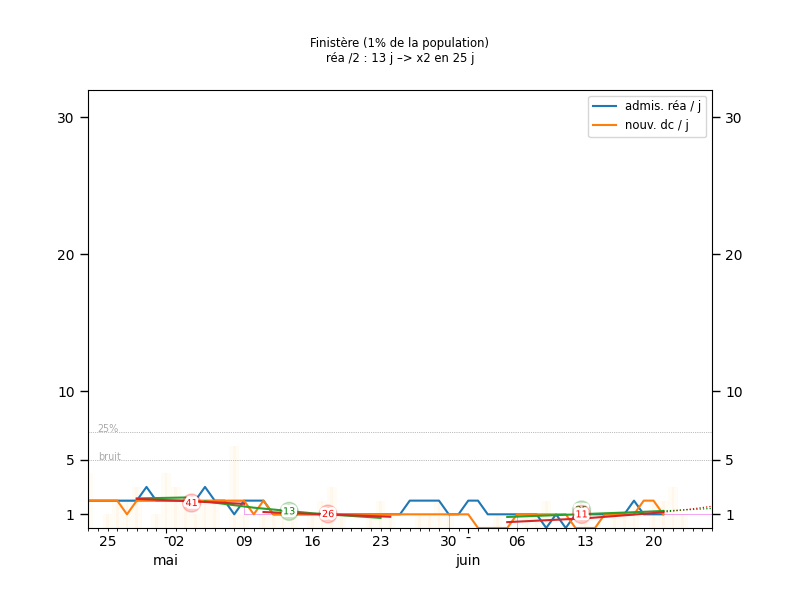 Finistère (1% de la population)
réa /2 : 13 j –> x2 en 25 j
admis. réa / j
nouv. dc / j
30 30
20 20
10 10
25%
bruit
5 5
1 1
41 13 26 11
25 02 09 16 23 30 06 13 20
mai juin